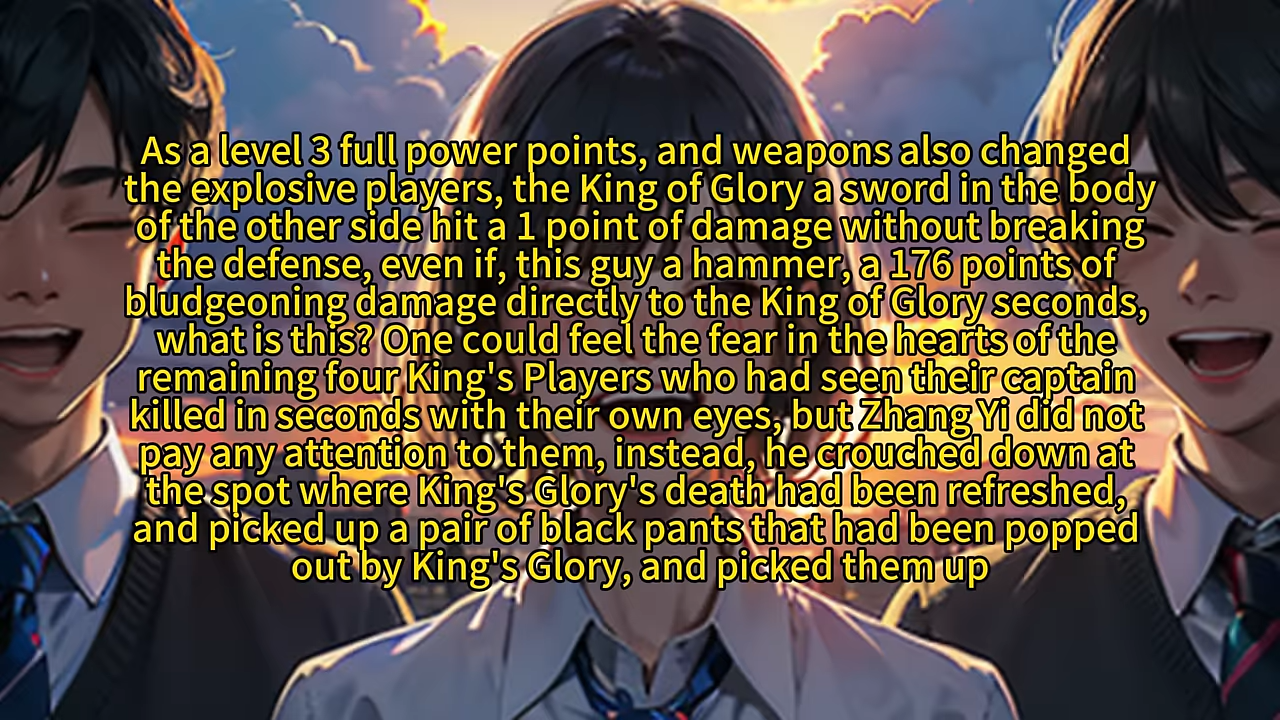 As a level 3 full power points, and weapons also changed
the explosive players, the King of Glory a sword in the body
of the other side hit a 1 point of damage without breaking
the defense, even if, this guy a hammer, a 176 points of
bludgeoning damage directly to the King of Glory seconds,
what is this? One could feel the fear in the hearts of the
remaining four King's Players who had seen their captain
killed in seconds with their own eyes, but Zhang Yi did not
pay any attention to them, instead, he crouched down at
the spot where King's Glory's death had been refreshed,
and picked up a pair of black pants that had been popped
out by King's Glory, and picked them up